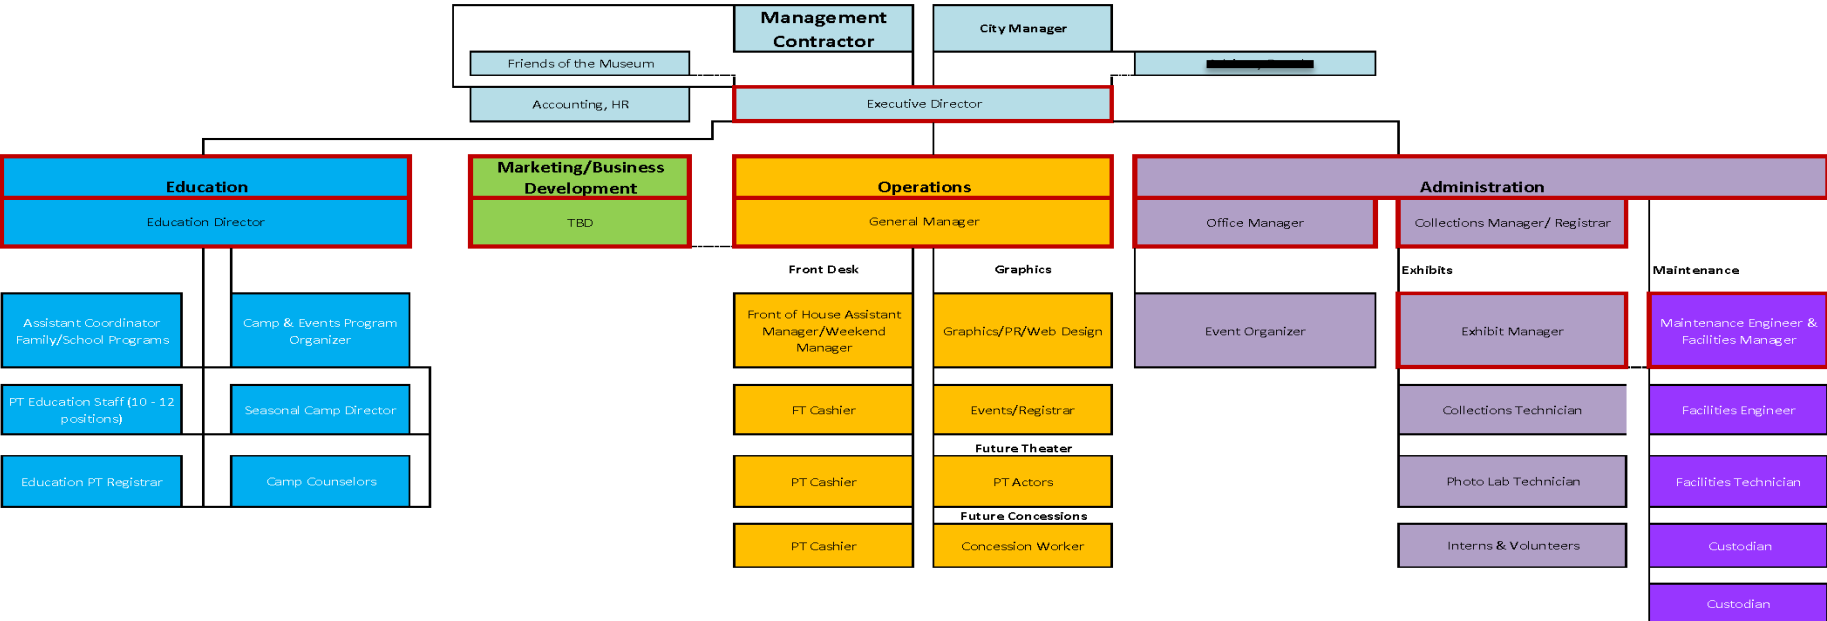 Management
Contractor
City Manager
Friends of the Museum
Accounting, HR
Executive Director
Education
Marketing/Business
Development
Operations
Administration
Education Director
TBD
General Manager
Office Manager
Collections Manager/ Registrar
Front Desk
Graphics
Exhibits
Maintenance
Assistant Coordinator
Family/School Programs
Camp & Events Program
Organizer
Front of House Assistant
Manager/Weekend
Manager
Graphics/PR/Web Design
Event Organizer
Exhibit Manager
Maintenance Engineer &
Facilities Manager
PT Education Staff (10 - 12
positions)
Seasonal Camp Director
FT Cashier
Events/Registrar
Collections Technician
Facilities Engineer
Future Theater
Education PT Registrar
Camp Counselors
PT Cashier
PT Actors
Photo Lab Technician
Facilities Technician
Future Concessions
PT Cashier
Concession Worker
Interns & Volunteers
Custodian
Custodian